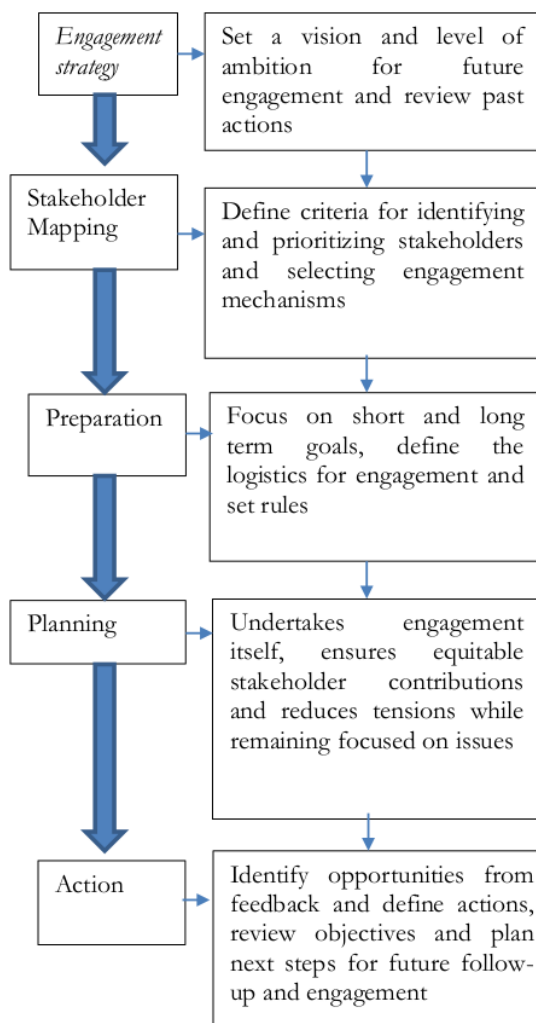 Engagement
strategy
Set a vision and level of
ambition for future
engagement and review past
actions
Stakeholder
Mapping
Define criteria for identifying
and prioritizing stakeholders
and selecting engagement
mechanisms
Preparation
Focus on short and long
term goals, define the
logistics for engagement and
set rules
Planning
Undertakes engagement
itself, ensures equitable
stakeholder contributions
and reduces tensions while
remaining focused on issues
Action
Identify opportunities from
feedback and define actions,
review objectives and plan
next steps for future follow-
up and engagement